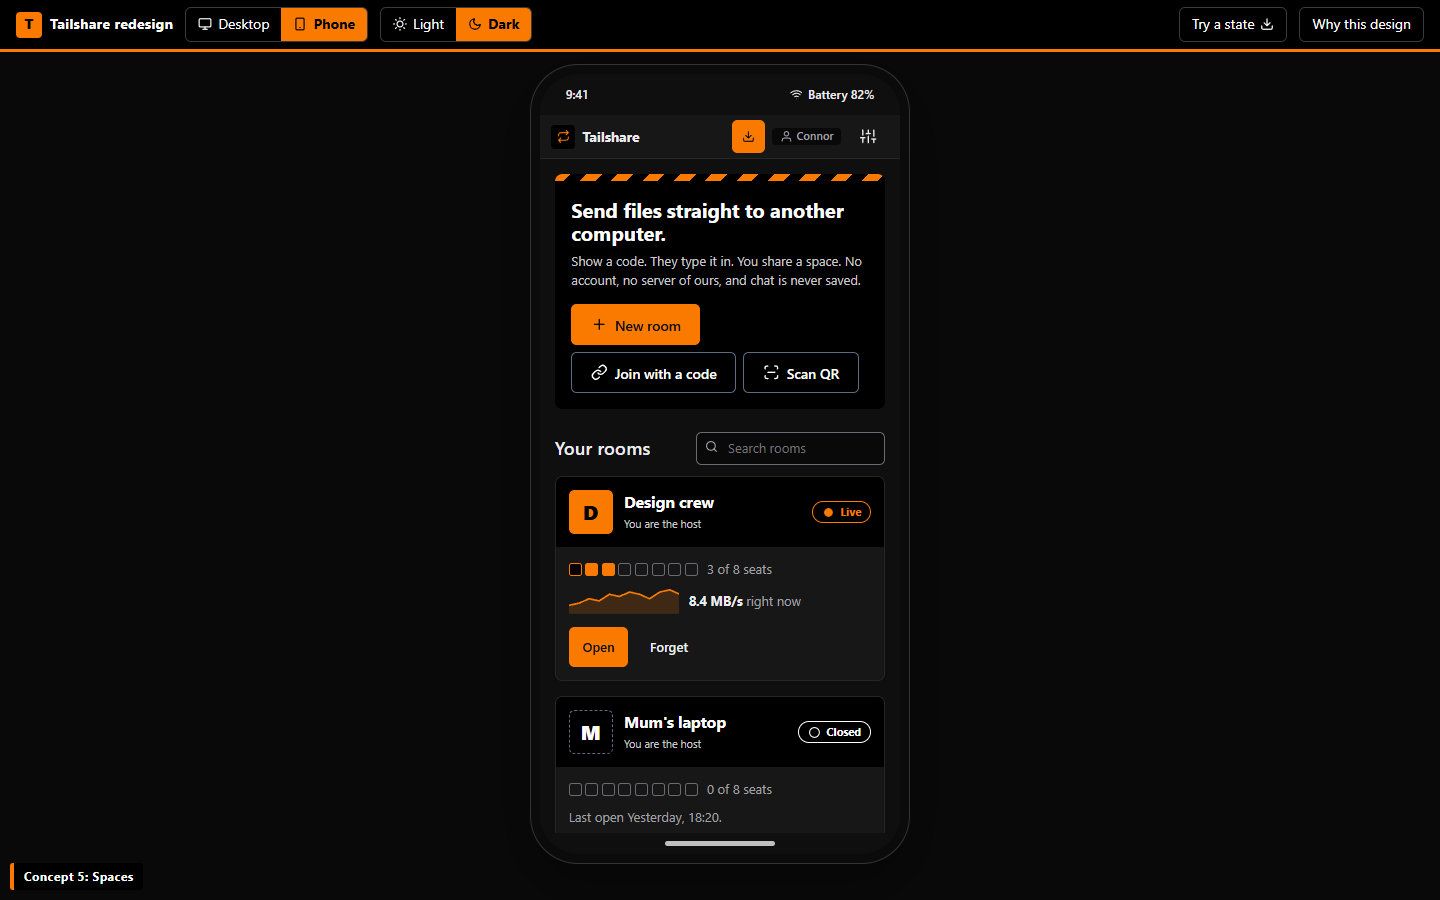 T Tailshare redesign Desktop Phone Light Dark Try a state Why this design
9:41 Battery 82%
Tailshare Connor
Send files straight to another
computer.
Show a code. They type it in. You share a space. No
account, no server of ours, and chat is never saved.
New room
Join with a code Scan QR
Your rooms Search rooms
D Design crew
You are the host
Live
3 of 8 seats
8.4 MB/s right now
Open Forget
M Mum's laptop
You are the host
Closed
0 of 8 seats
Last open Yesterday, 18:20.
Concept 5: Spaces